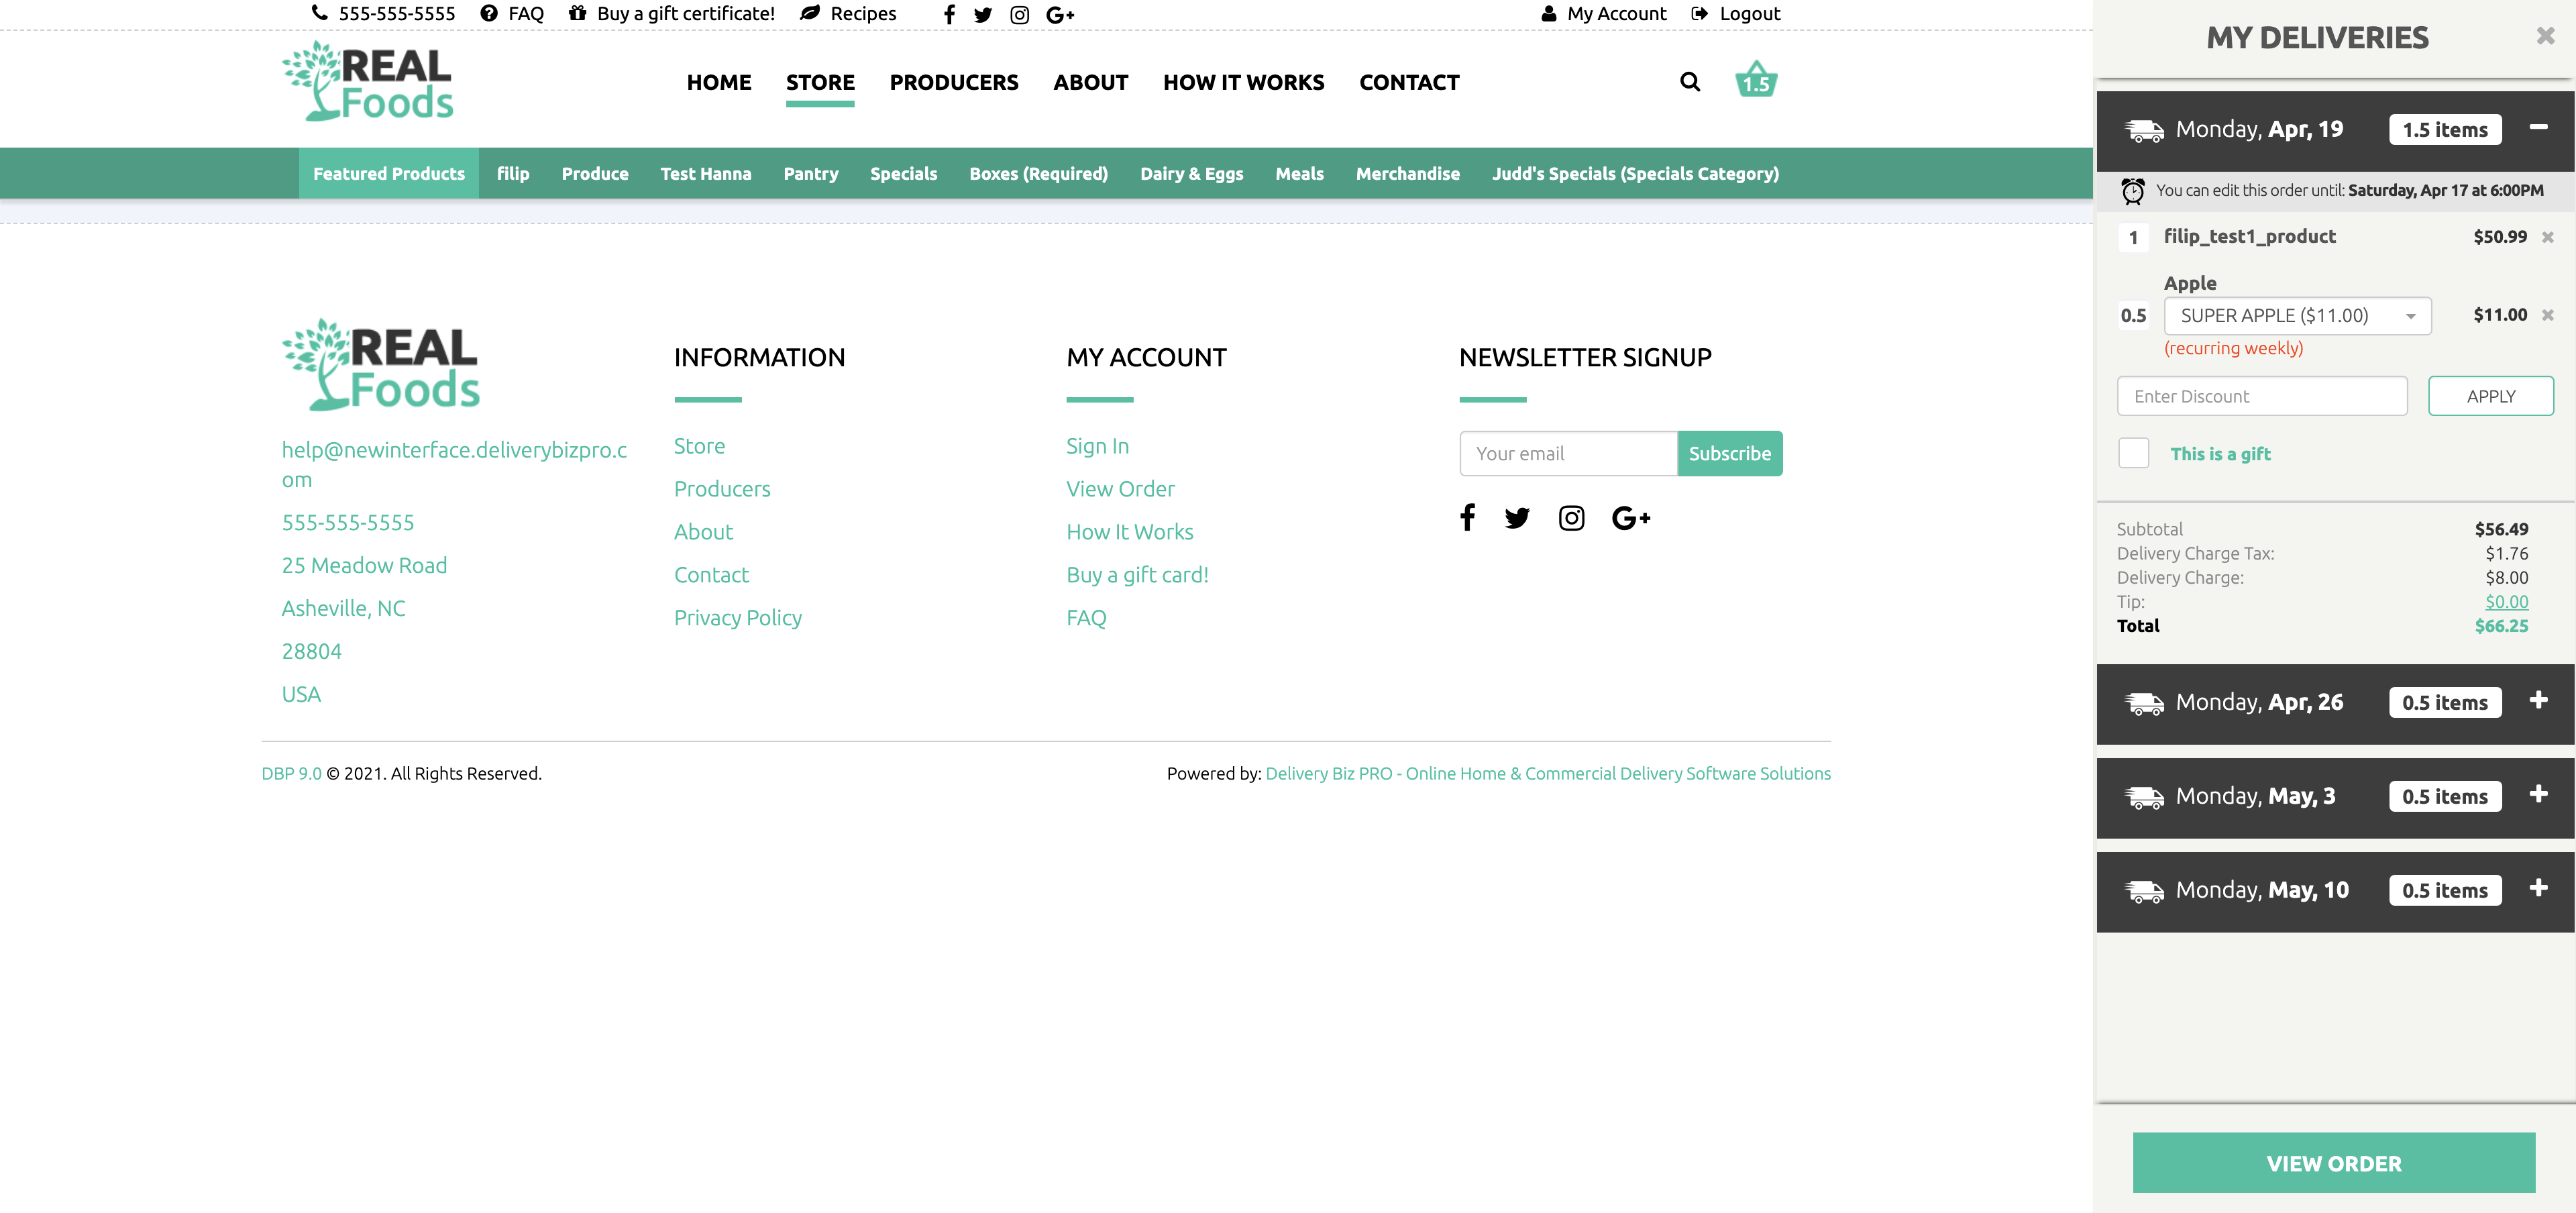 555-555-5555 FAQ Buy a gift certificate! Recipes My Account Logout
REAL
Foods
HOME STORE PRODUCERS ABOUT HOW IT WORKS CONTACT 1.5
Featured Products filip Produce Test Hanna Pantry Specials Boxes (Required) Dairy & Eggs Meals Merchandise Judd's Specials (Specials Category)
REAL
Foods
help@newinterface.deliverybizpro.c
om
555-555-5555
25 Meadow Road
Asheville, NC
28804
USA
INFORMATION
Store
Producers
About
Contact
Privacy Policy
MY ACCOUNT
Sign In
View Order
How It Works
Buy a gift card!
FAQ
NEWSLETTER SIGNUP
Your email Subscribe
DBP 9.0 © 2021. All Rights Reserved.
Powered by: Delivery Biz PRO - Online Home & Commercial Delivery Software Solutions
MY DELIVERIES
Monday, Apr, 19 1.5 items
You can edit this order until: Saturday, Apr 17 at 6:00PM
1 filip_test1_product $50.99
Apple
0.5 SUPER APPLE ($11.00) $11.00
(recurring weekly)
Enter Discount APPLY
This is a gift
Subtotal $56.49
Delivery Charge Tax: $1.76
Delivery Charge: $8.00
Tip: $0.00
Total $66.25
Monday, Apr, 26 0.5 items
Monday, May, 3 0.5 items
Monday, May, 10 0.5 items
VIEW ORDER